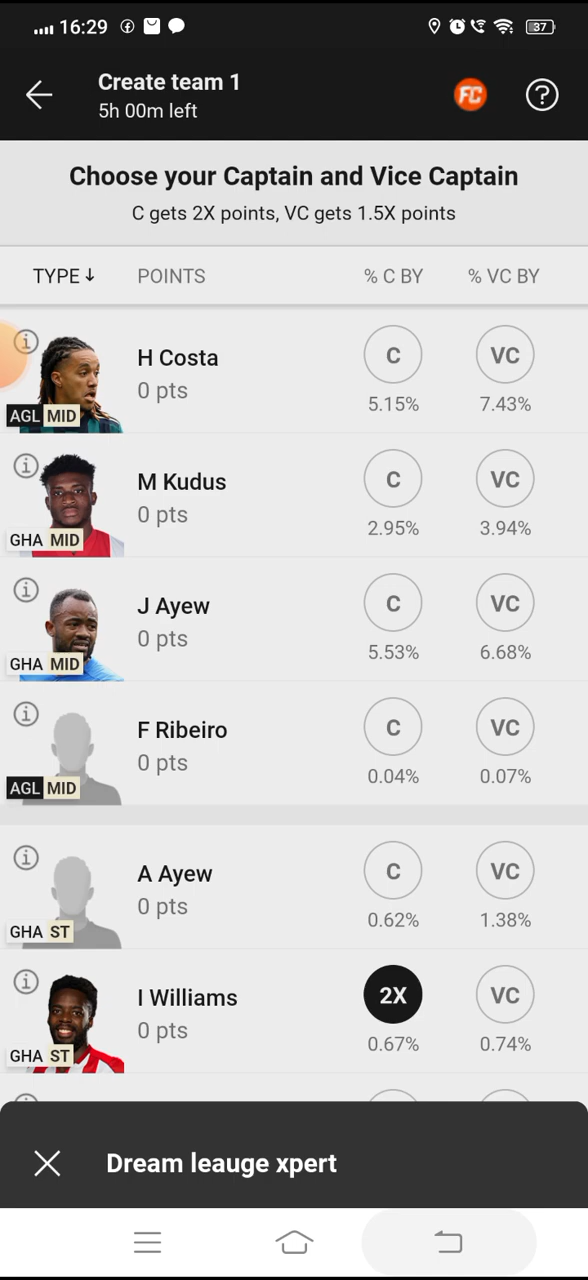 16:29
37
Create team 1
5h 00m left
FC
?
Choose your Captain and Vice Captain
C gets 2X points, VC gets 1.5X points
TYPE ↓ POINTS % C BY % VC BY
H Costa
0 pts
AGL MID
C VC
5.15% 7.43%
M Kudus
0 pts
GHA MID
C VC
2.95% 3.94%
J Ayew
0 pts
GHA MID
C VC
5.53% 6.68%
F Ribeiro
0 pts
AGL MID
C VC
0.04% 0.07%
A Ayew
0 pts
GHA ST
C VC
0.62% 1.38%
I Williams
0 pts
GHA ST
2X VC
0.67% 0.74%
Dream leauge xpert